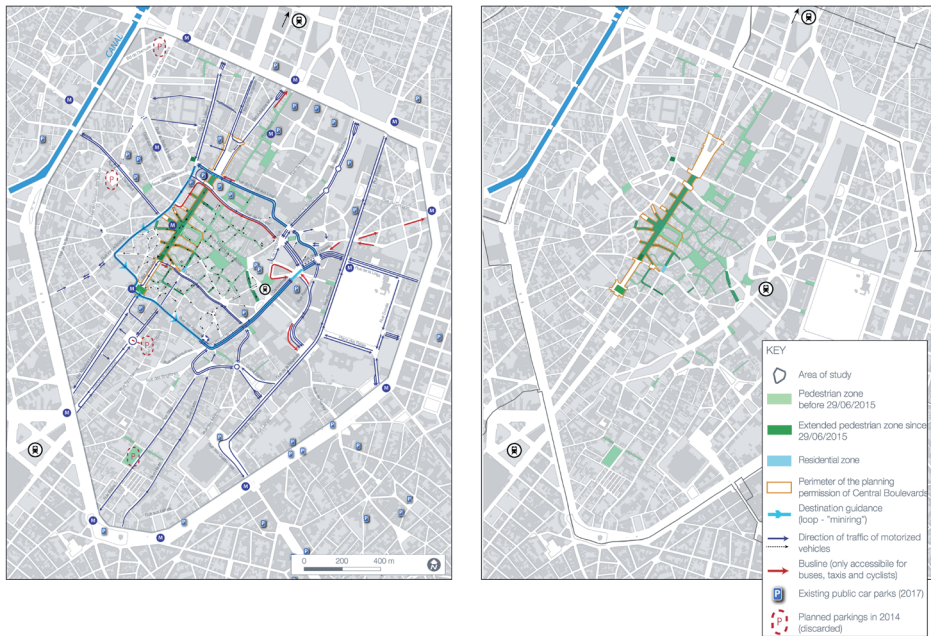 CANAL
P
P
P
P
M
M
M
M
M
M
M
M
M
M
M
M
M
0 200 400 m
N
KEY
Area of study
Pedestrian zone
before 29/06/2015
Extended pedestrian zone since
29/06/2015
Residential zone
Perimeter of the planning
permission of Central Boulevards
Destination guidance
(loop - "miniring")
Direction of traffic of motorized
vehicles
Busline (only accessibile for
buses, taxis and cyclists)
P Existing public car parks (2017)
P Planned parkings in 2014
(discarded)